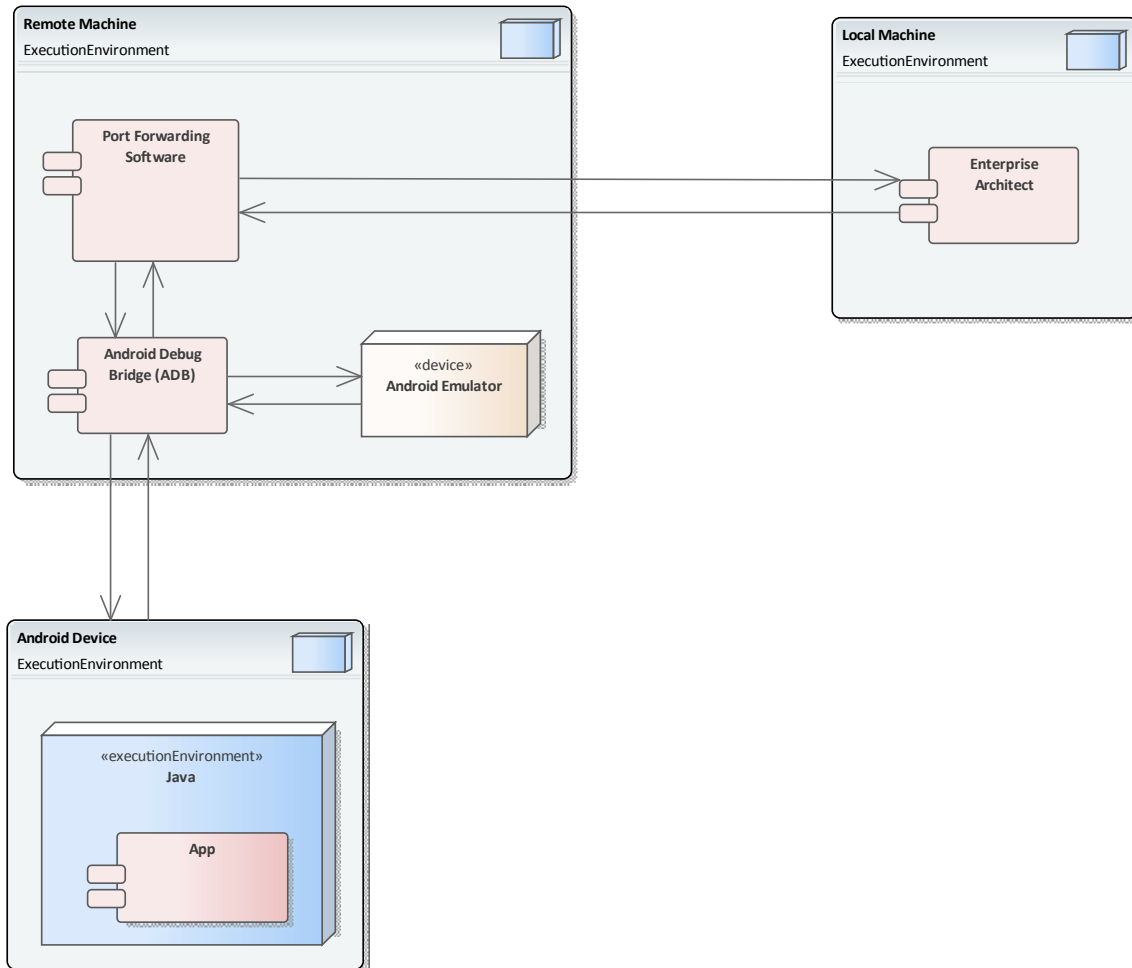 Remote Machine
ExecutionEnvironment
Port Forwarding
Software
Android Debug
Bridge (ADB)
«device»
Android Emulator
Local Machine
ExecutionEnvironment
Enterprise
Architect
Android Device
ExecutionEnvironment
«executionEnvironment»
Java
App